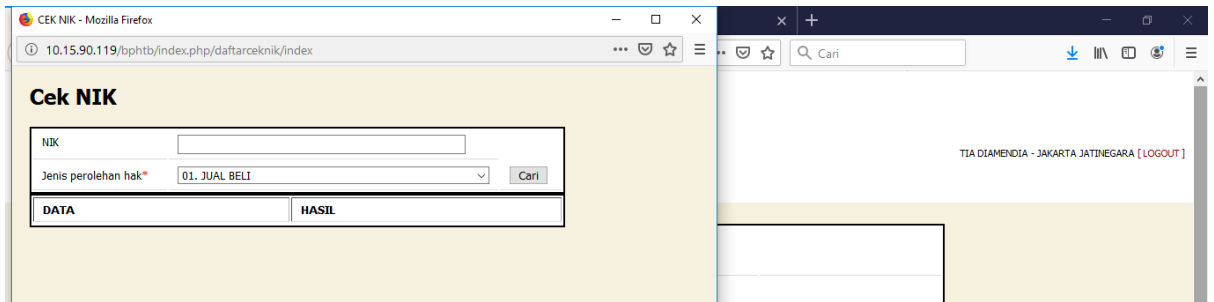 CEK NIK - Mozilla Firefox
10.15.90.119/bphtb/index.php/daftarceknik/index
Cari
Cek NIK
NIK
TIA DIAMENDIA - JAKARTA JATINEGARA [ LOGOUT ]
Jenis perolehan hak* 01. JUAL BELI Cari
DATA HASIL